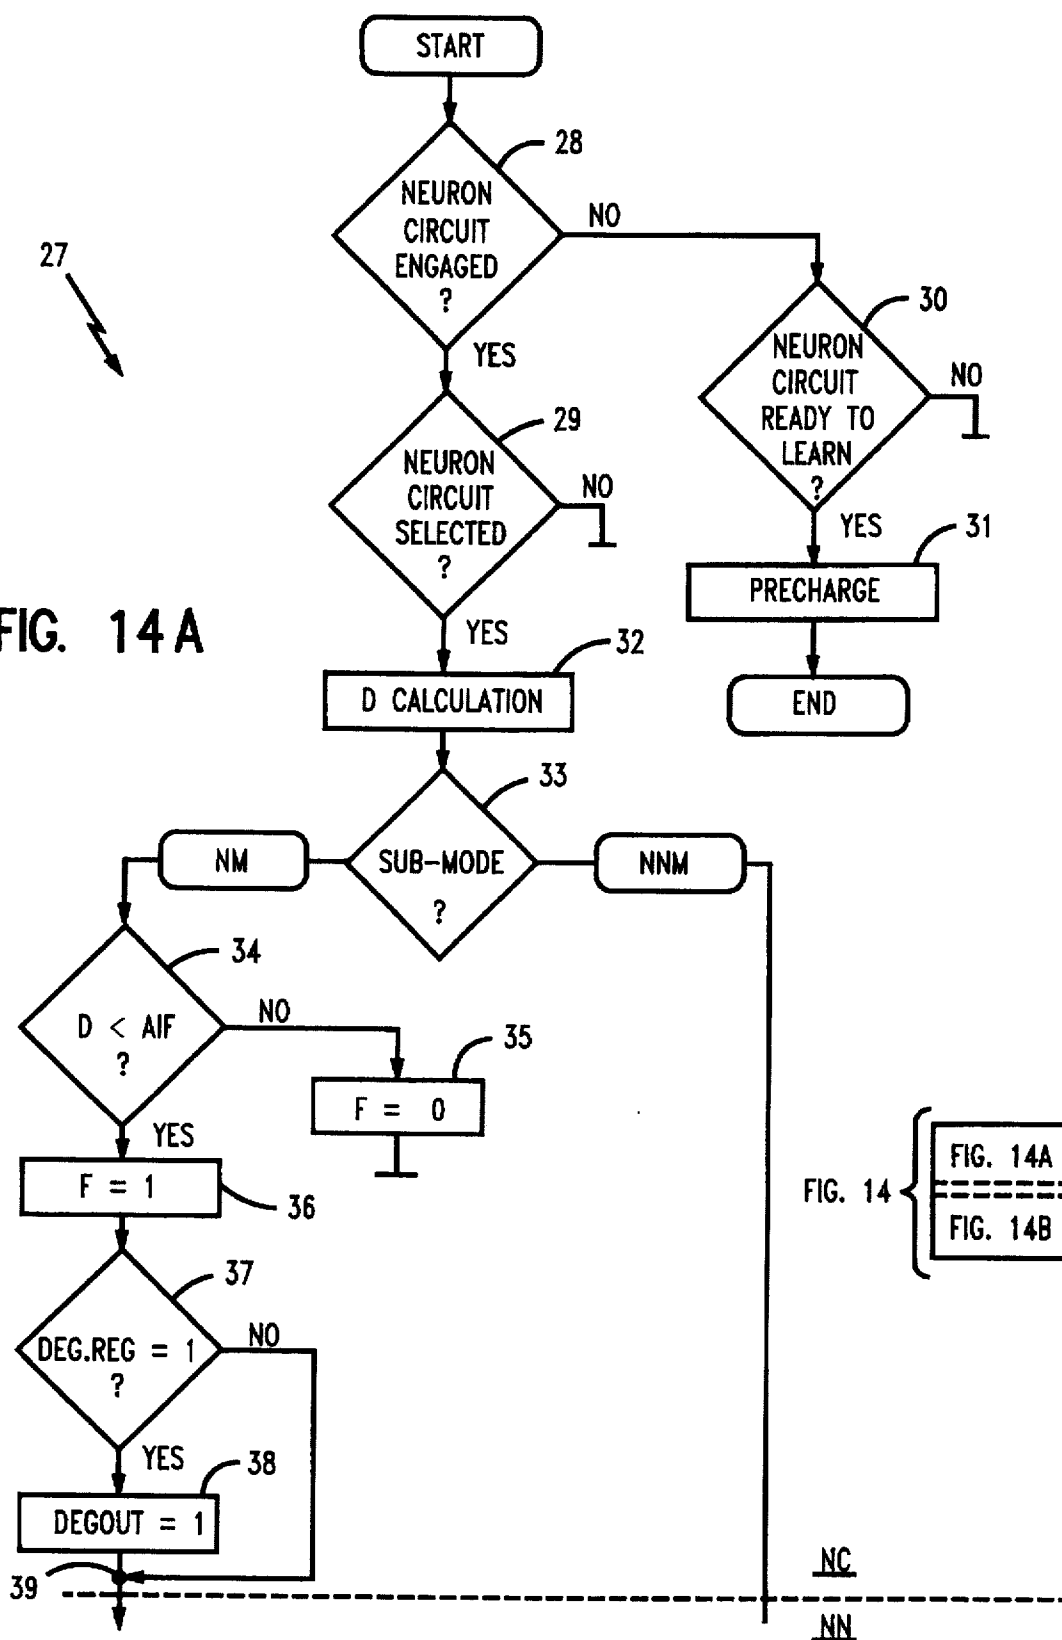 START
28
NEURON
CIRCUIT
ENGAGED
?
NO
27
YES
30
NEURON
CIRCUIT
READY TO
LEARN
?
NO
29
NEURON
CIRCUIT
SELECTED
?
NO
YES
31
PRECHARGE
END
FIG. 14A
YES
32
D CALCULATION
33
SUB-MODE
?
NM
NNM
34
D < AIF
?
NO
35
F = 0
YES
F = 1
36
FIG. 14
FIG. 14A
FIG. 14B
37
DEG.REG = 1
?
NO
YES
38
DEGOUT = 1
39
NC
NN